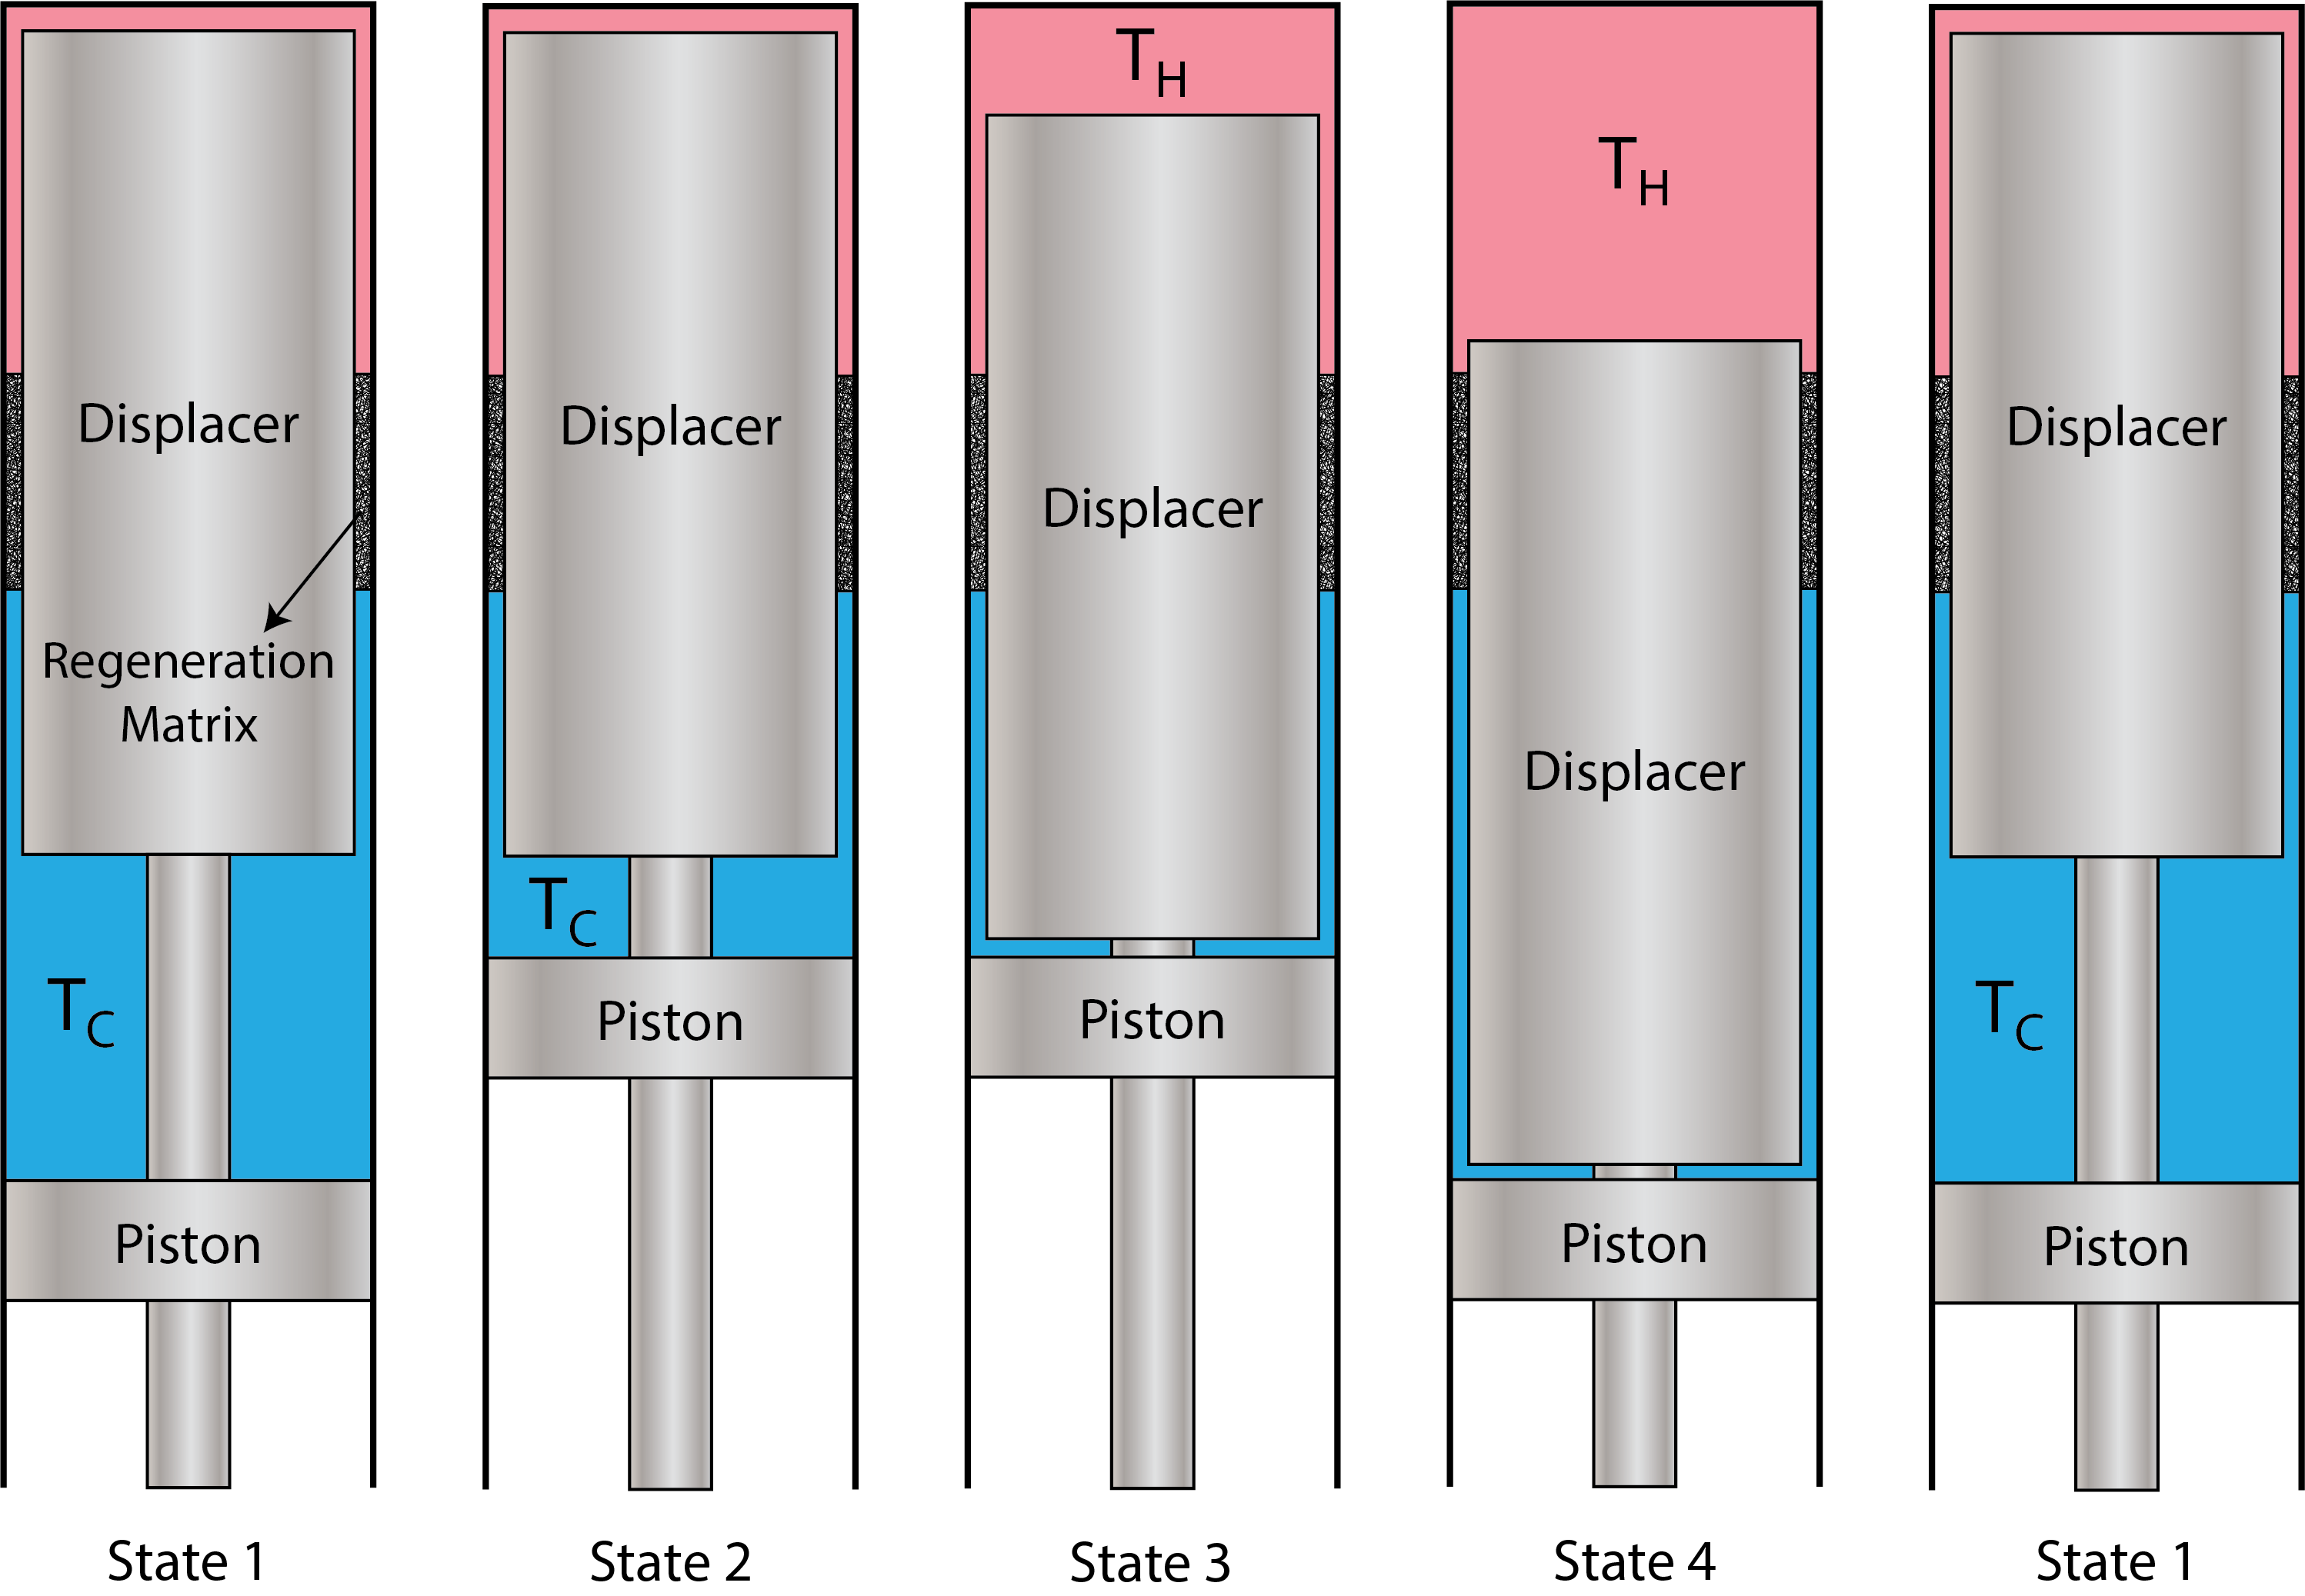 Displacer
Regeneration
Matrix
T_C
Piston
State 1
Displacer
T_C
Piston
State 2
T_H
Displacer
Piston
State 3
T_H
Displacer
Piston
State 4
Displacer
T_C
Piston
State 1